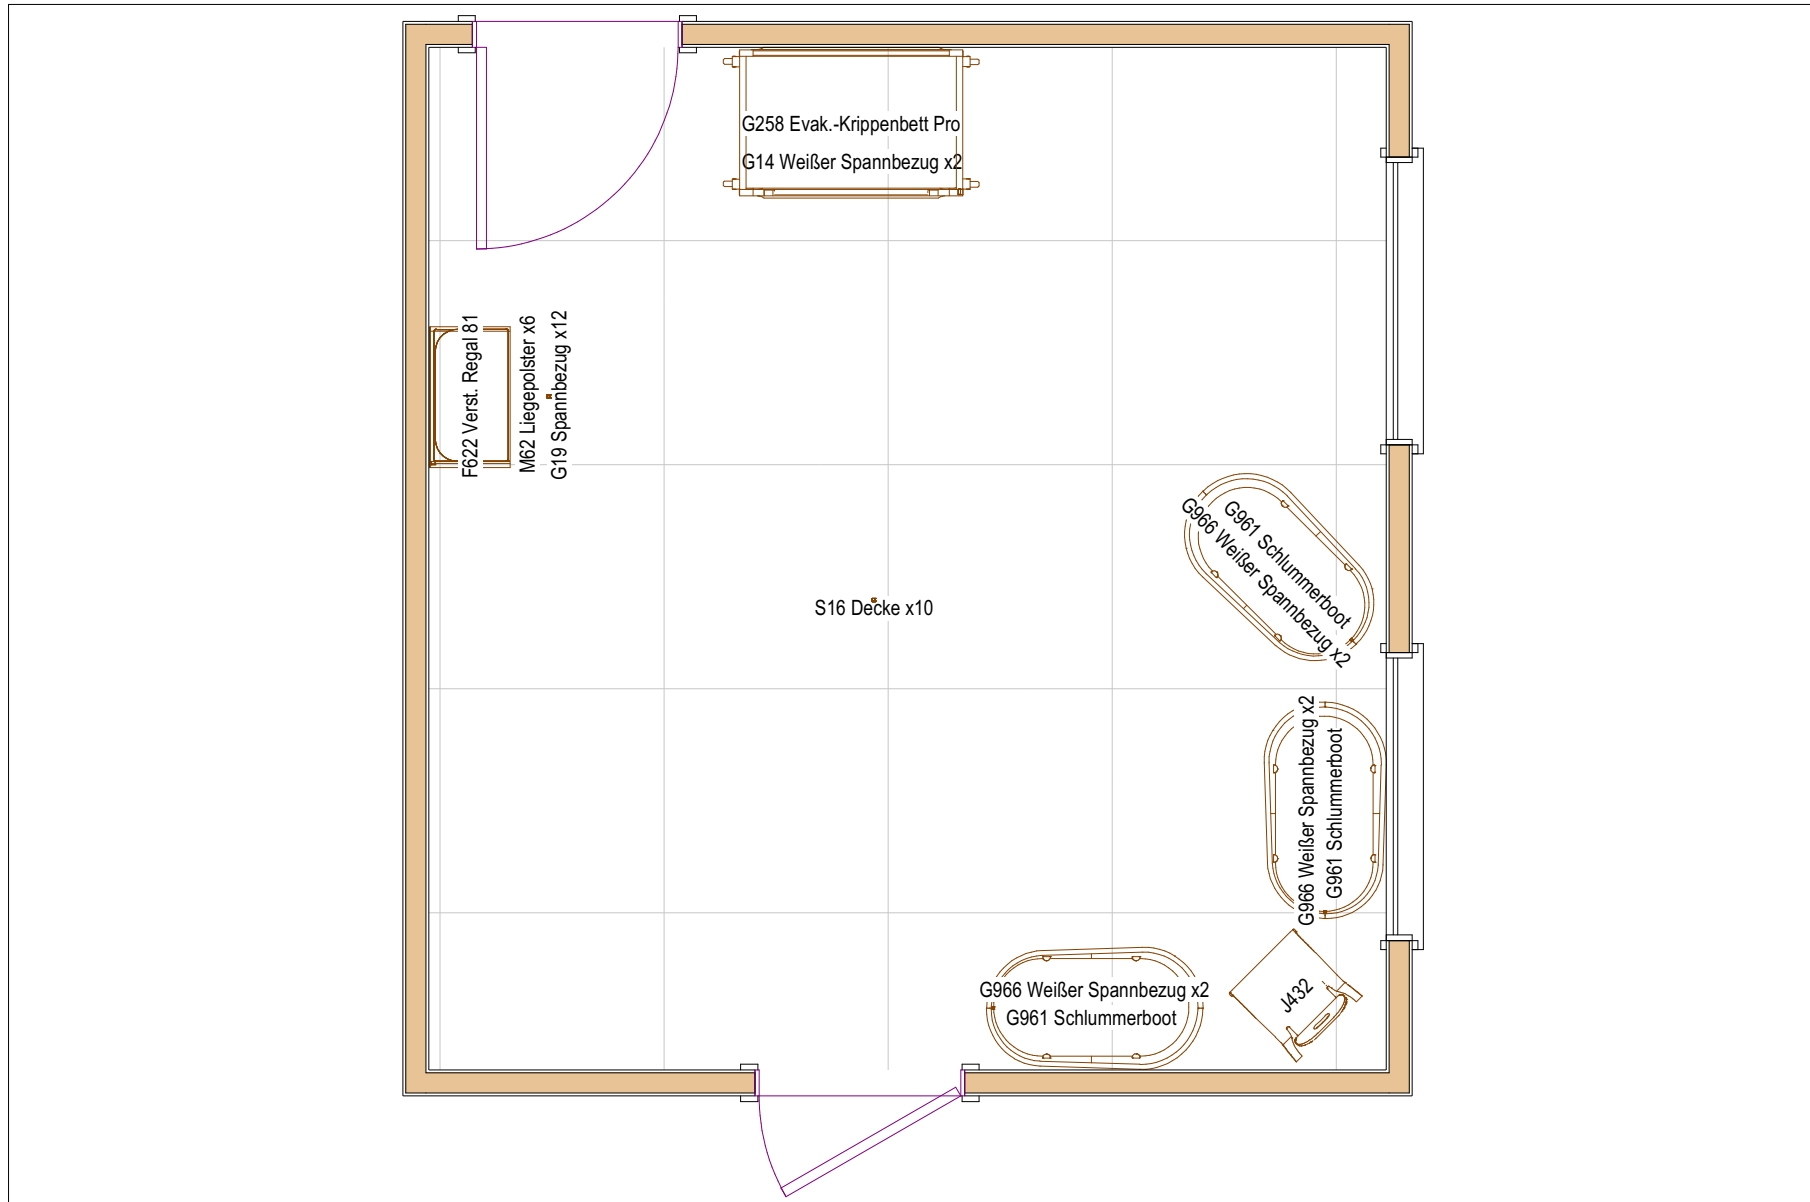 G258 Evak.-Krippenbett Pro
G14 Weißer Spannbezug x2
F622 Verst. Regal 81
M62 Liegepolster x6
G19 Spannbezug x12
G961 Schlummerboot
G966 Weißer Spannbezug x2
S16 Decke x10
G966 Weißer Spannbezug x2
G961 Schlummerboot
G966 Weißer Spannbezug x2
G961 Schlummerboot
J432